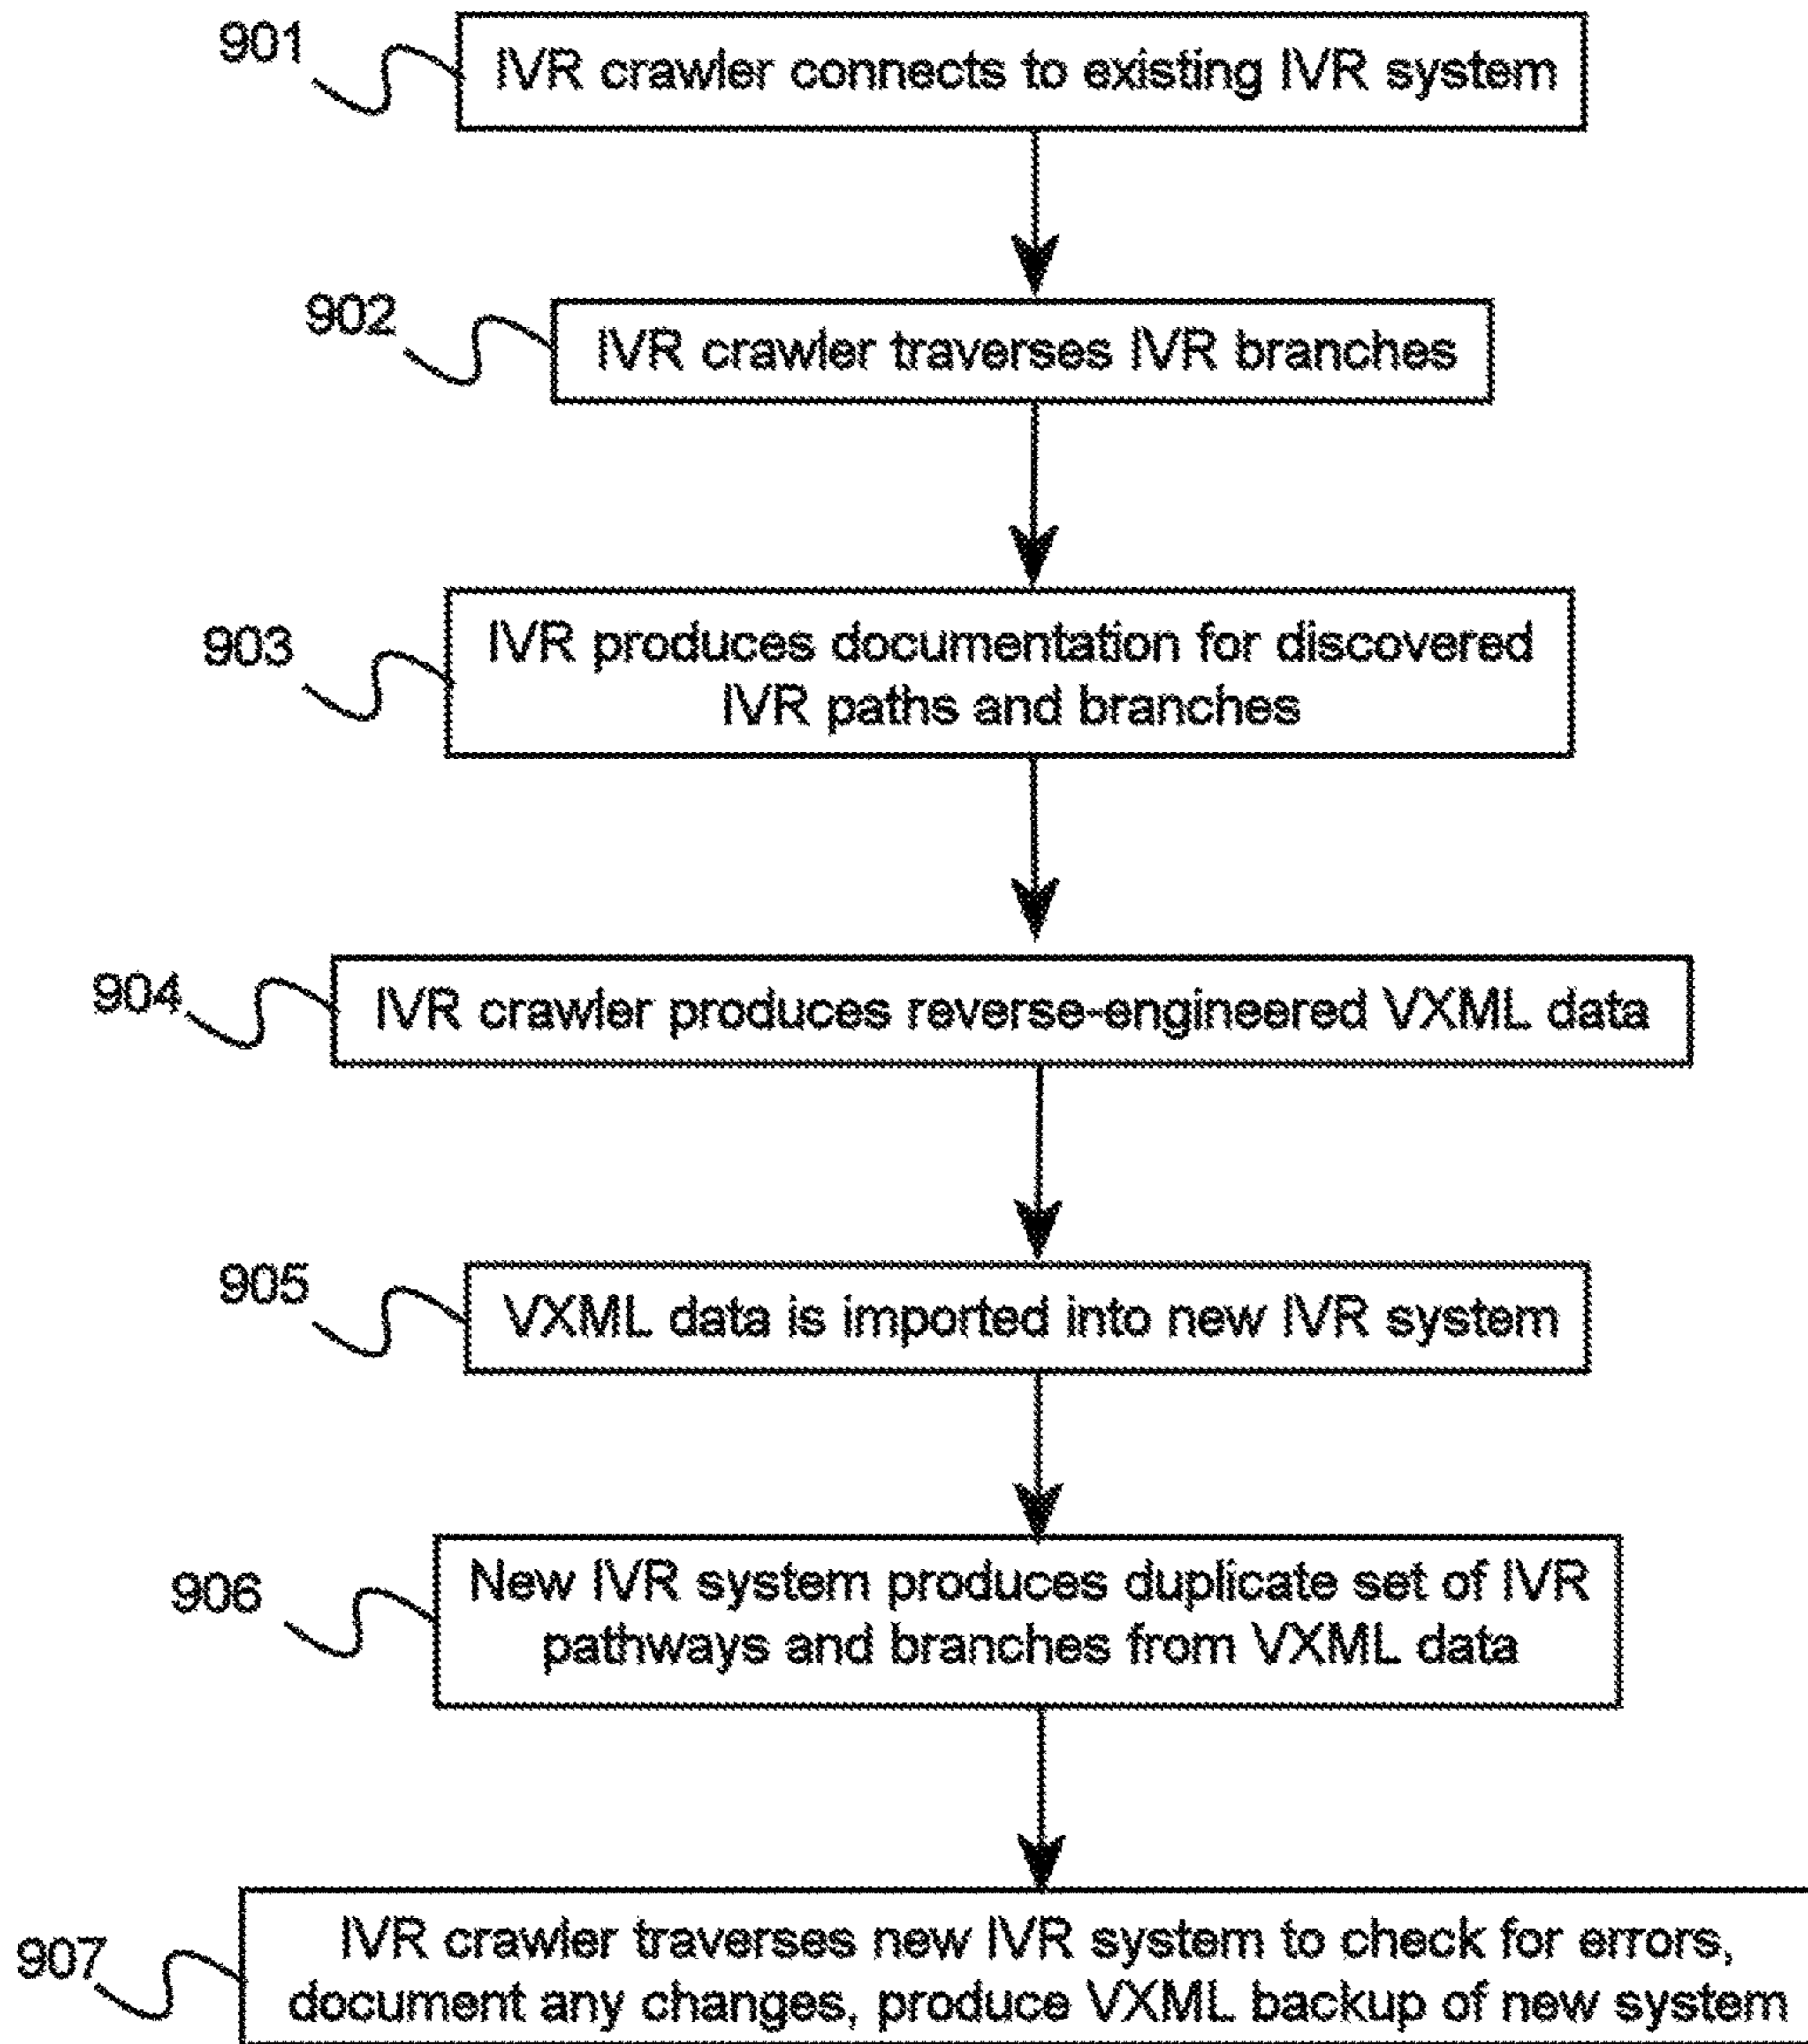 901
IVR crawler connects to existing IVR system
902
IVR crawler traverses IVR branches
903
IVR produces documentation for discovered
IVR paths and branches
904
IVR crawler produces reverse-engineered VXML data
905
VXML data is imported into new IVR system
906
New IVR system produces duplicate set of IVR
pathways and branches from VXML data
907
IVR crawler traverses new IVR system to check for errors,
document any changes, produce VXML backup of new system